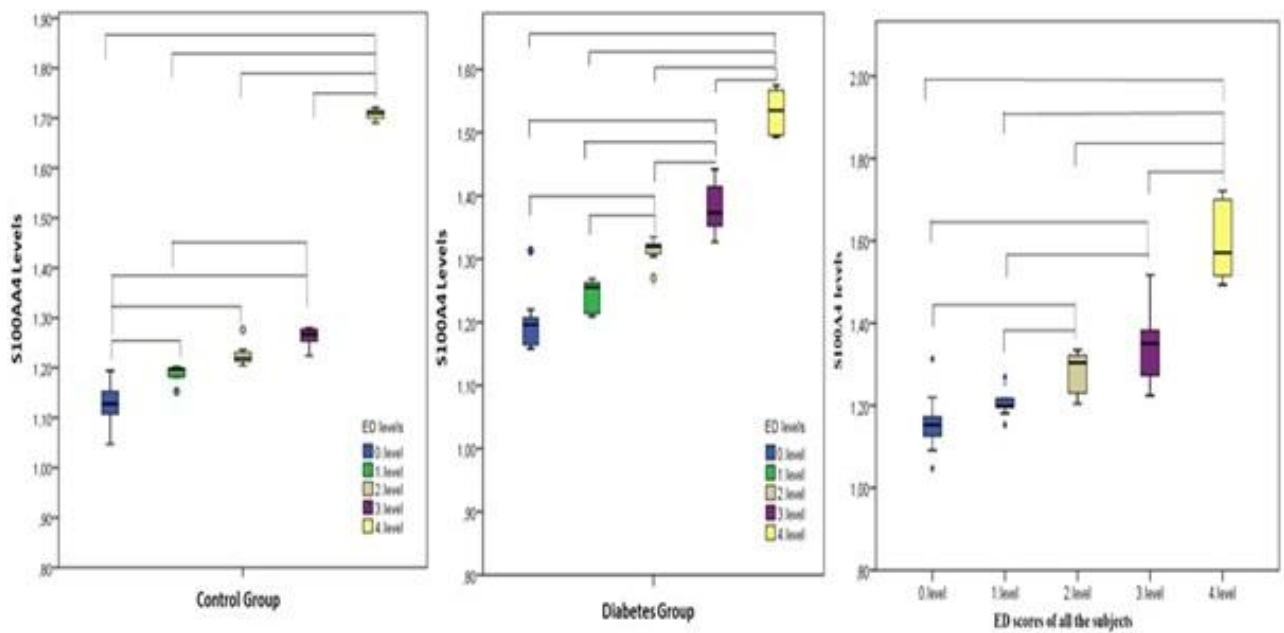 S100AA4 Levels
1,90
1,80
1,70
1,60
1,50
1,40
1,30
1,20
1,10
1,00
,90
,80
ED levels
0.level
1.level
2.level
3.level
4.level
Control Group
S100A4 Levels
1,60
1,50
1,40
1,30
1,20
1,10
1,00
,90
,80
ED levels
0.level
1.level
2.level
3.level
4.level
Diabetes Group
S100A4 levels
2,00
1,80
1,60
1,40
1,20
1,00
,80
0.level 1.level 2.level 3.level 4.level
ED scores of all the subjects